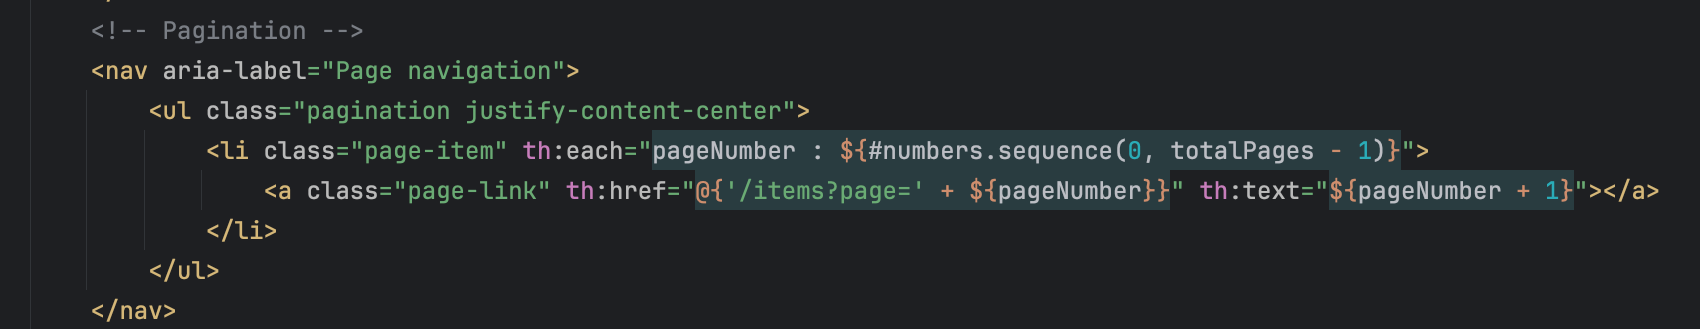 <!-- Pagination -->
<nav aria-label="Page navigation">
<ul class="pagination justify-content-center">
<li class="page-item" th:each="pageNumber : ${#numbers.sequence(0, totalPages - 1)}">
<a class="page-link" th:href="@{'/items?page=' + ${pageNumber}}" th:text="${pageNumber + 1}"></a>
</li>
</ul>
</nav>